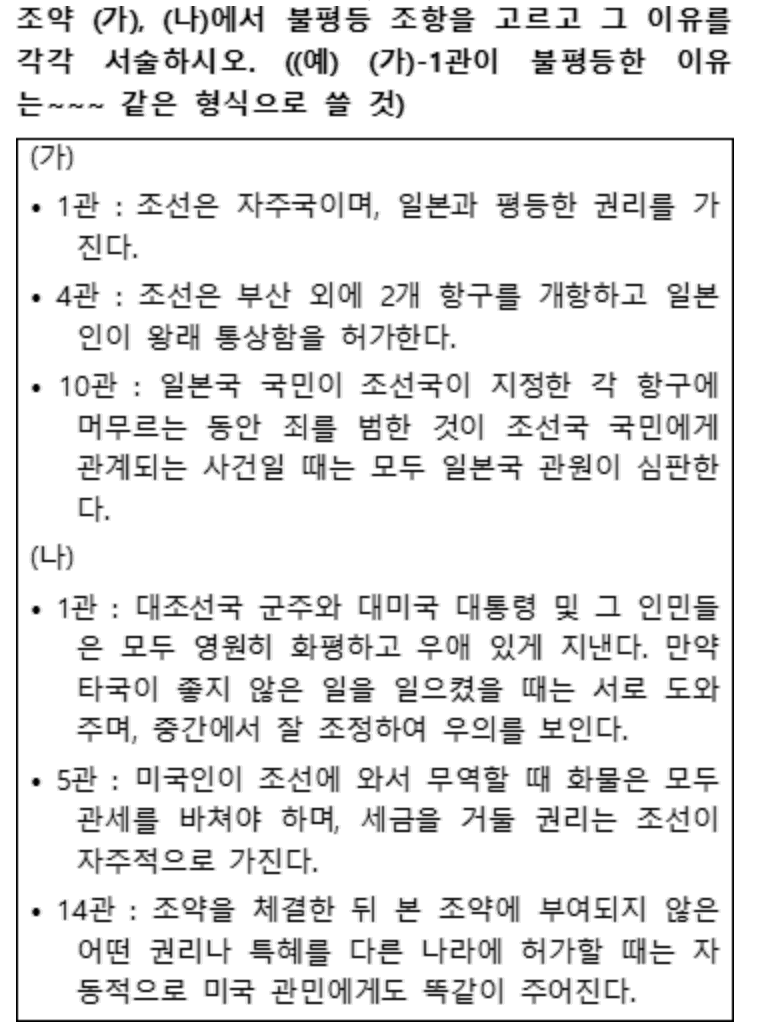 조약 (가), (나)에서 불평등 조항을 고르고 그 이유를
각각 서술하시오. ((예) (가)-1관이 불평등한 이유
는~~~ 같은 형식으로 쓸 것)
(가)
• 1관 : 조선은 자주국이며, 일본과 평등한 권리를 가
진다.
• 4관 : 조선은 부산 외에 2개 항구를 개항하고 일본
인이 왕래 통상함을 허가한다.
• 10관 : 일본국 국민이 조선국이 지정한 각 항구에
머무르는 동안 죄를 범한 것이 조선국 국민에게
관계되는 사건일 때는 모두 일본국 관원이 심판한
다.
(나)
• 1관 : 대조선국 군주와 대미국 대통령 및 그 인민들
은 모두 영원히 화평하고 우애 있게 지낸다. 만약
타국이 좋지 않은 일을 일으켰을 때는 서로 도와
주며, 중간에서 잘 조정하여 우의를 보인다.
• 5관 : 미국인이 조선에 와서 무역할 때 화물은 모두
관세를 바쳐야 하며, 세금을 거둘 권리는 조선이
자주적으로 가진다.
• 14관 : 조약을 체결한 뒤 본 조약에 부여되지 않은
어떤 권리나 특혜를 다른 나라에 허가할 때는 자
동적으로 미국 관민에게도 똑같이 주어진다.